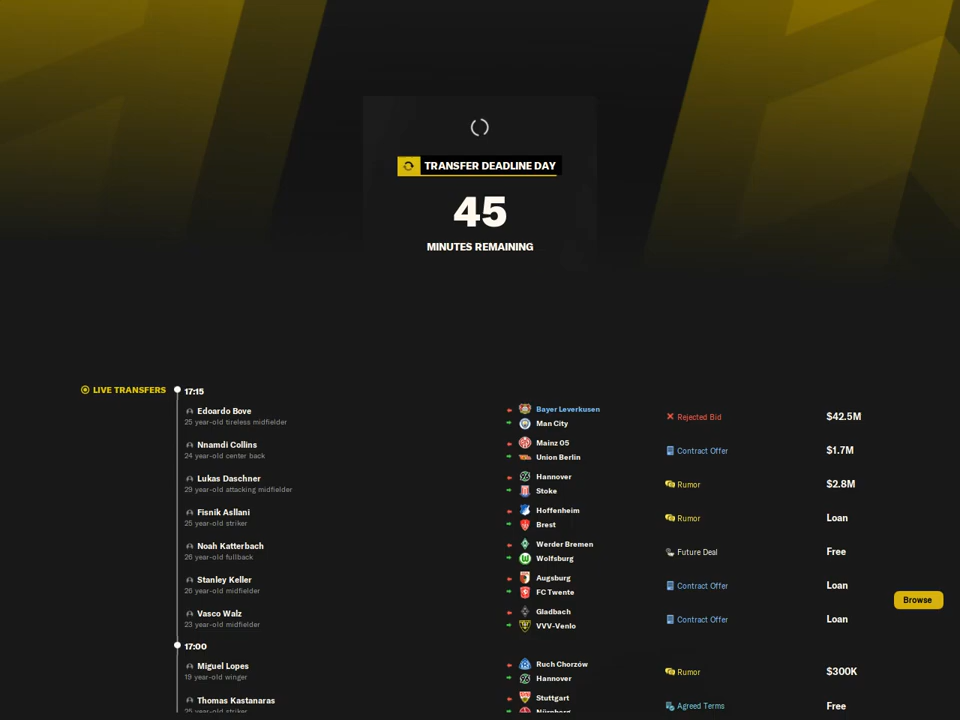 TRANSFER DEADLINE DAY
45
MINUTES REMAINING
LIVE TRANSFERS
17:15
Edoardo Bove
25 year-old tireless midfielder
Bayer Leverkusen
Man City
Rejected Bid
$42.5M
Nnamdi Collins
24 year-old center back
Mainz 05
Union Berlin
Contract Offer
$1.7M
Lukas Daschner
29 year-old attacking midfielder
Hannover
Stoke
Rumor
$2.8M
Fisnik Asllani
25 year-old striker
Hoffenheim
Brest
Rumor
Loan
Noah Katterbach
26 year-old fullback
Werder Bremen
Wolfsburg
Future Deal
Free
Stanley Keller
26 year-old midfielder
Augsburg
FC Twente
Contract Offer
Loan
Browse
Vasco Walz
23 year-old midfielder
Gladbach
VVV-Venlo
Contract Offer
Loan
17:00
Miguel Lopes
19 year-old winger
Ruch Chorzów
Hannover
Rumor
$300K
Thomas Kastanaras
25 year-old striker
Stuttgart
Nürnberg
Agreed Terms
Free